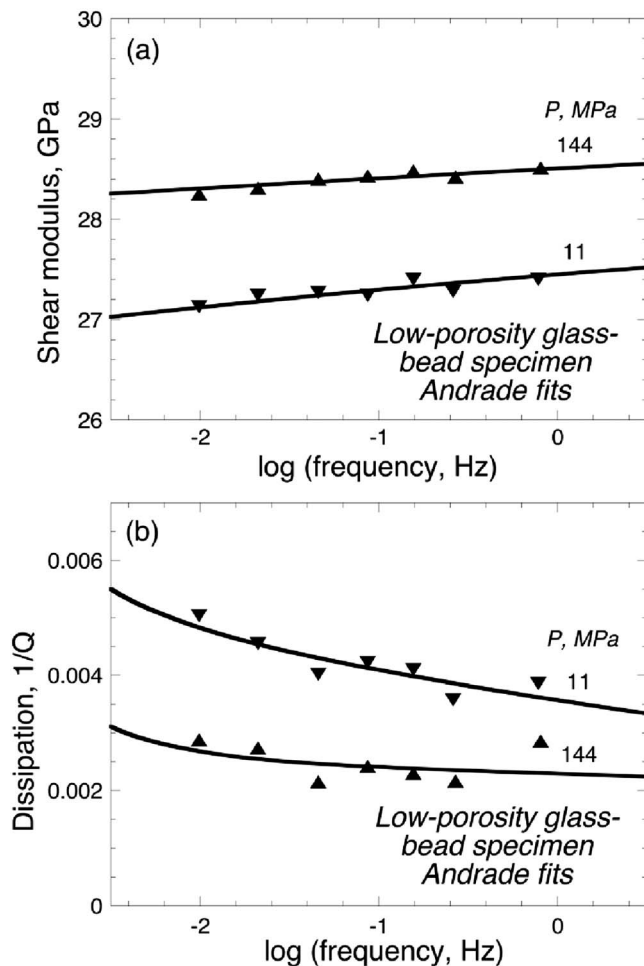 (a)
30
29
28
27
26
Shear modulus, GPa
P, MPa
144
11
Low-porosity glass-
bead specimen
Andrade fits
-2
-1
0
log (frequency, Hz)
(b)
0.006
0.004
0.002
0
Dissipation, 1/Q
P, MPa
11
144
Low-porosity glass-
bead specimen
Andrade fits
-2
-1
0
log (frequency, Hz)